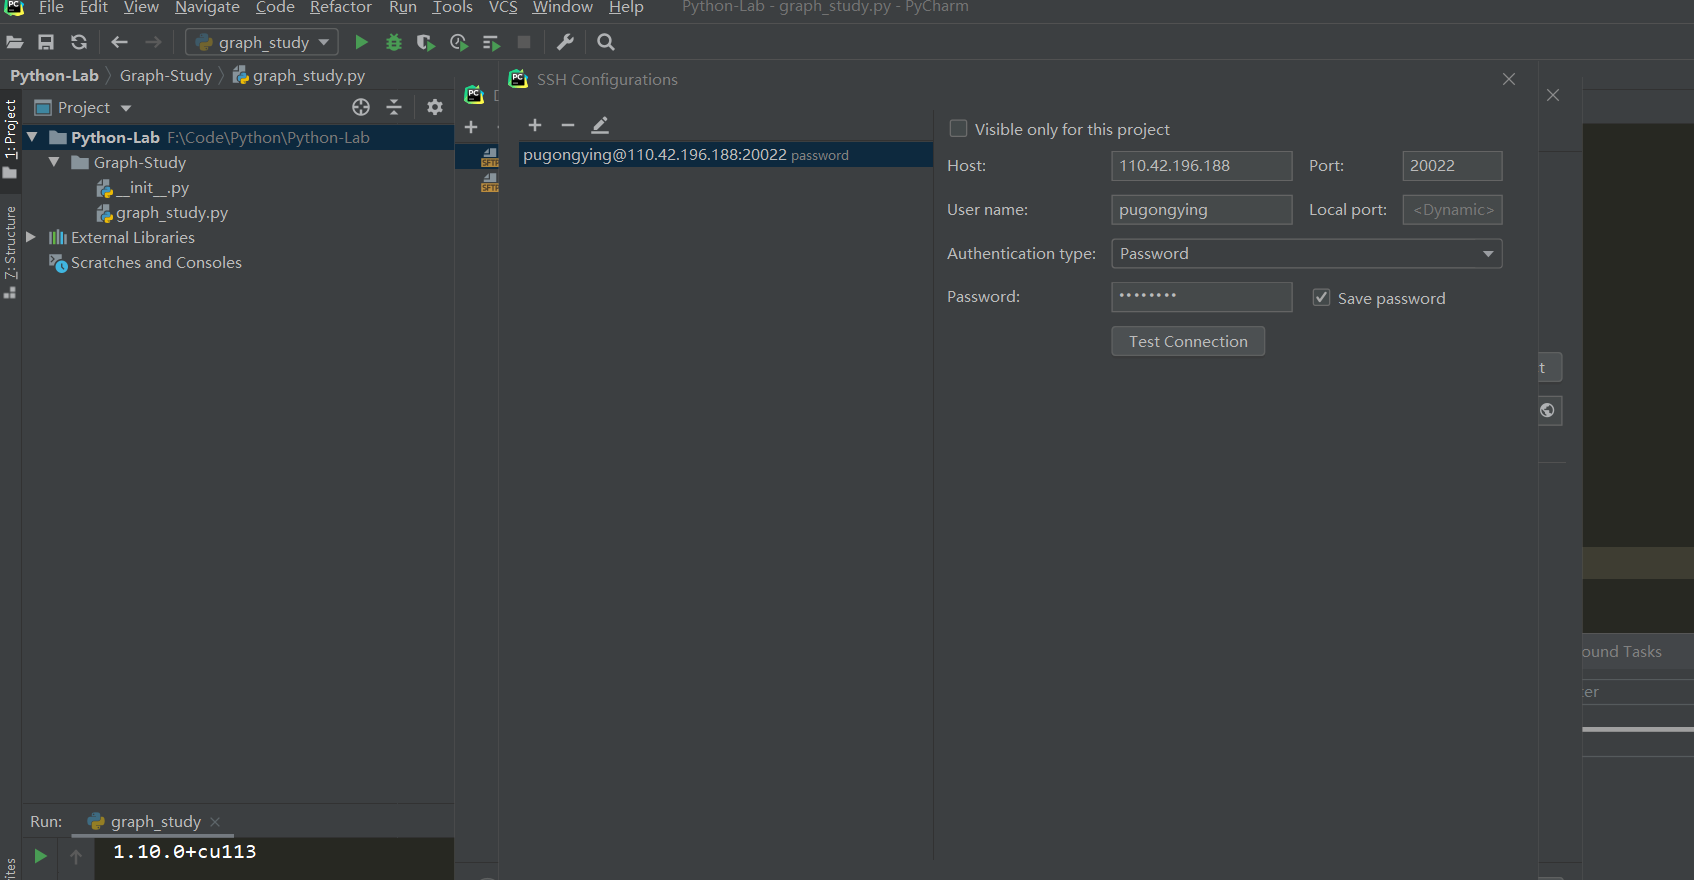 File Edit View Navigate Code Refactor Run Tools VCS Window Help Python-Lab - graph_study.py - PyCharm
graph_study
Python-Lab Graph-Study graph_study.py
SSH Configurations
1: Project
Project
Python-Lab F:\Code\Python\Python-Lab
Graph-Study
__init__.py
graph_study.py
External Libraries
Scratches and Consoles
Z: Structure
SFTP
SFTP
pugongying@110.42.196.188:20022 password
Visible only for this project
Host: 110.42.196.188 Port: 20022
User name: pugongying Local port: <Dynamic>
Authentication type: Password
Password: •••••••• Save password
Test Connection
t
ound Tasks
ter
Run: graph_study
1.10.0+cu113
ites